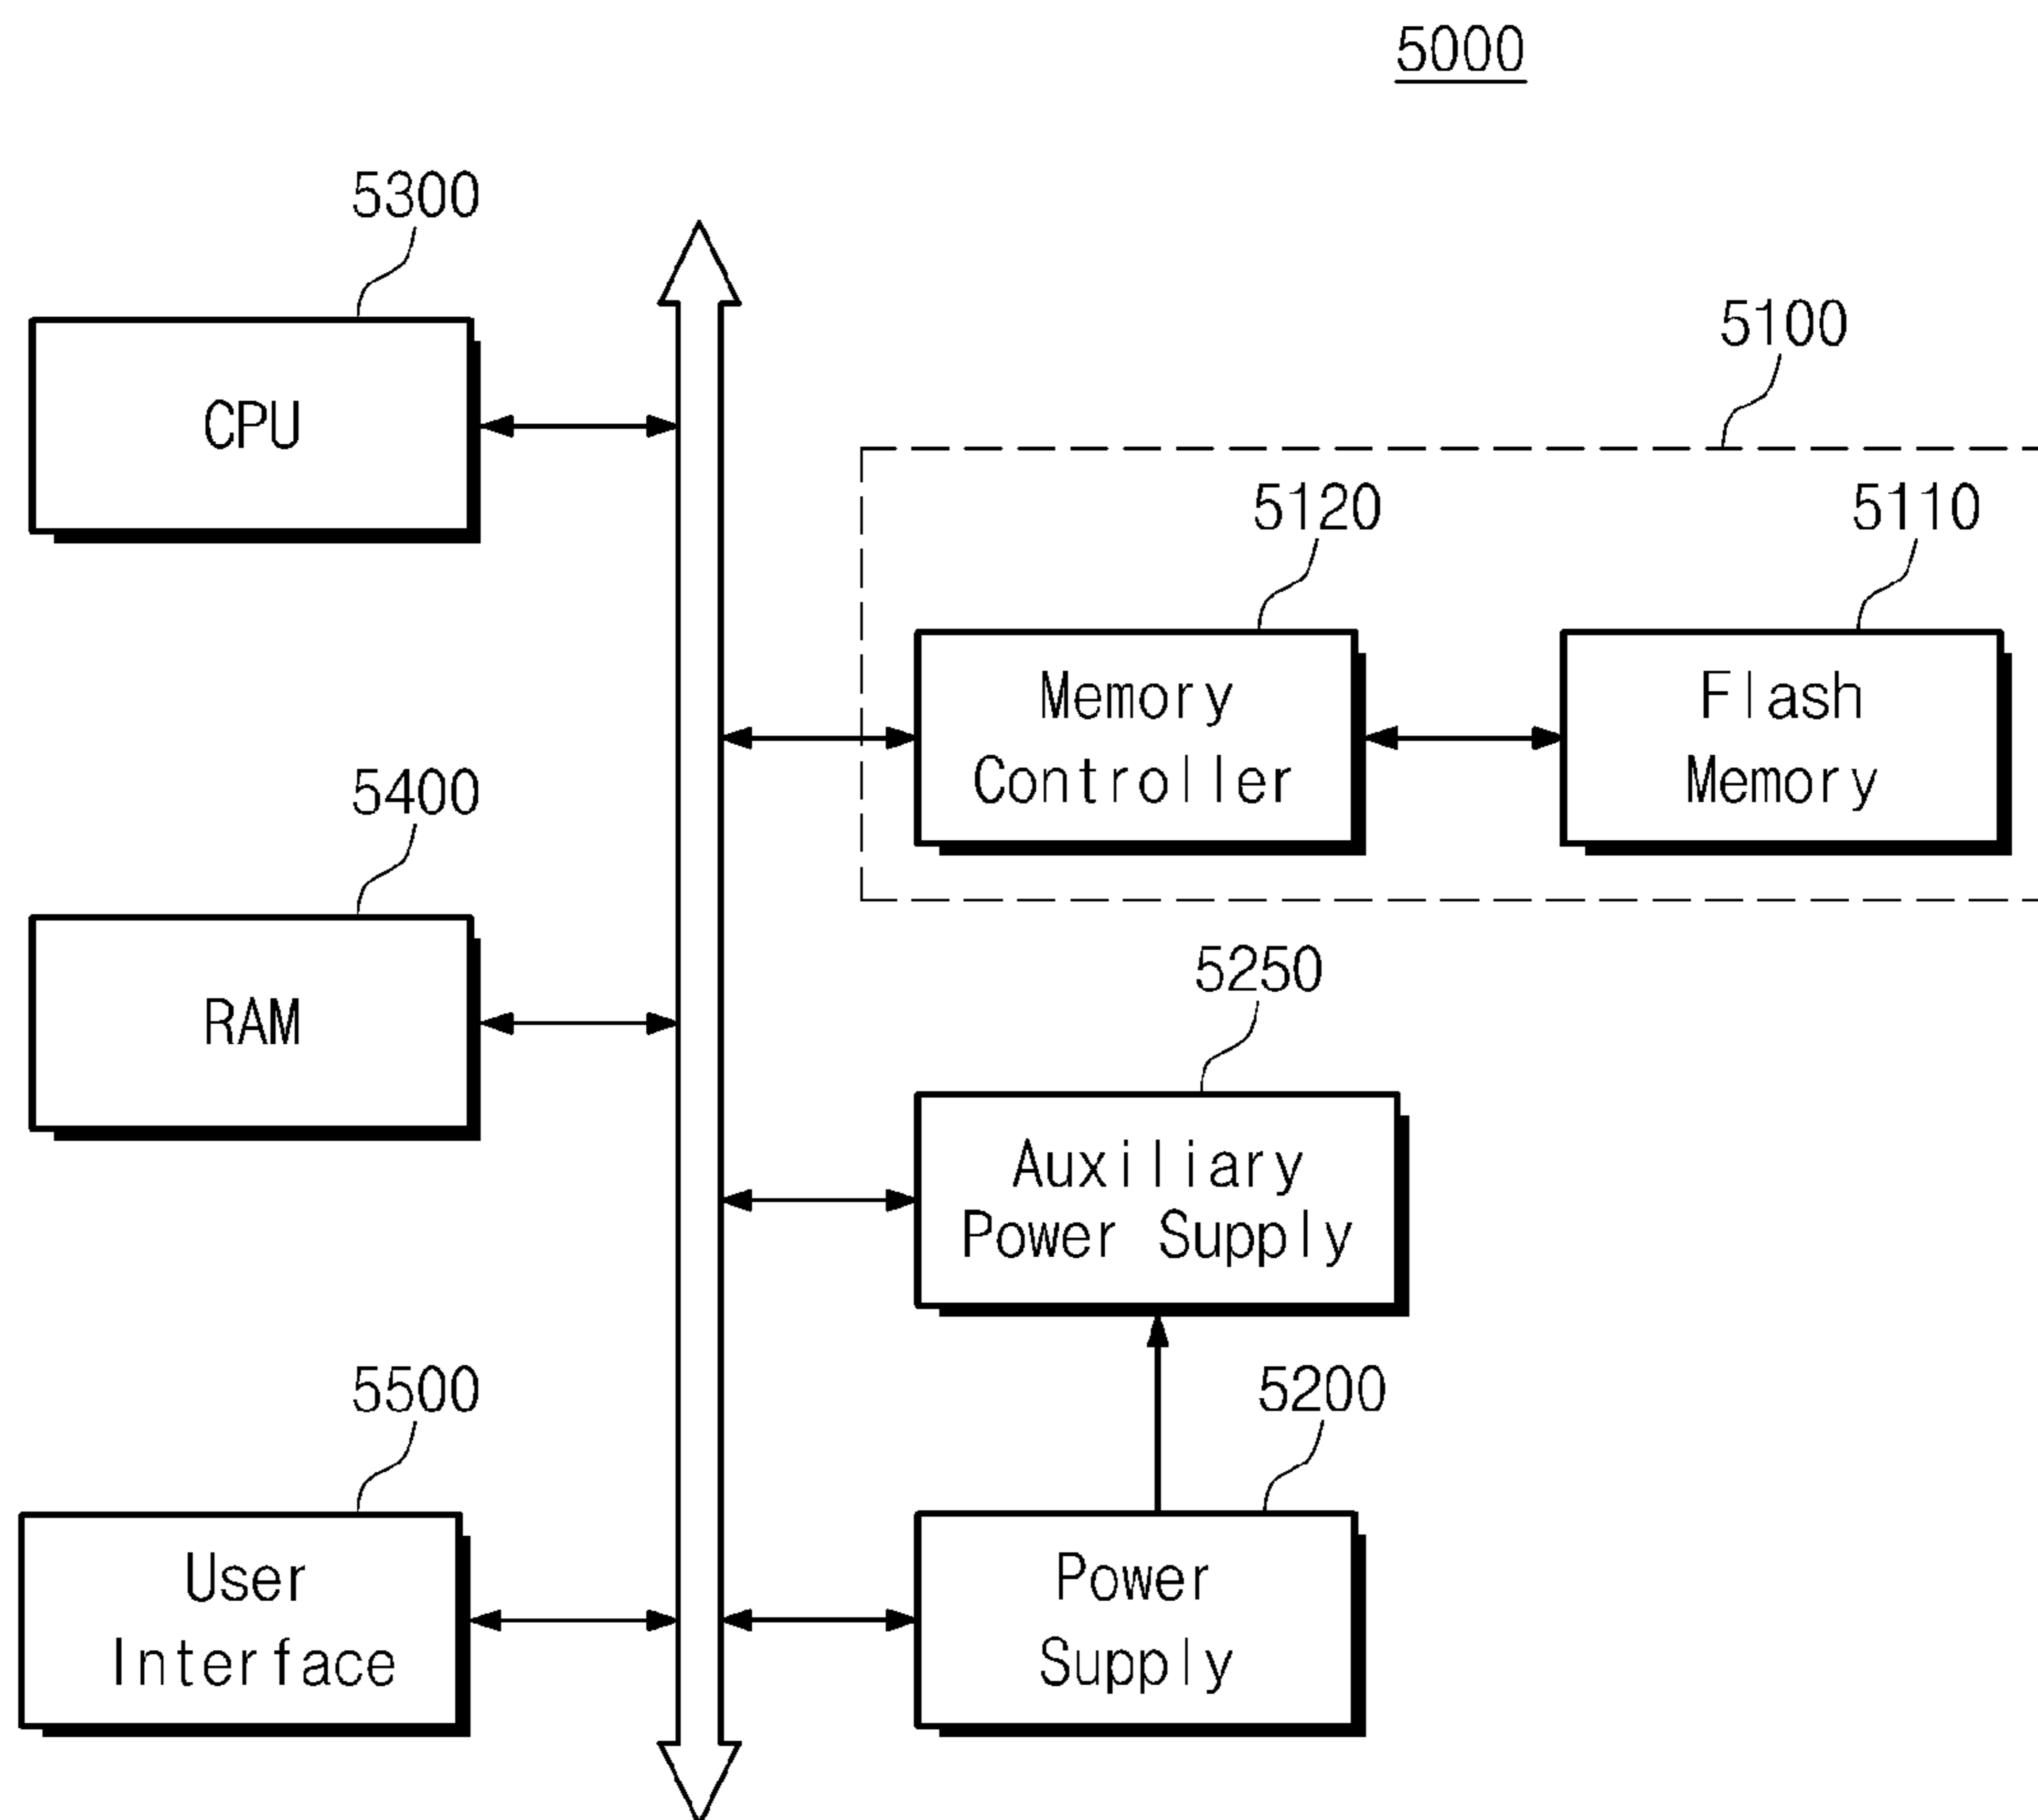 5000
5300
CPU
5100
5120
5110
Memory
Controller
Flash
Memory
5400
RAM
5250
Auxiliary
Power Supply
5500
User
Interface
5200
Power
Supply